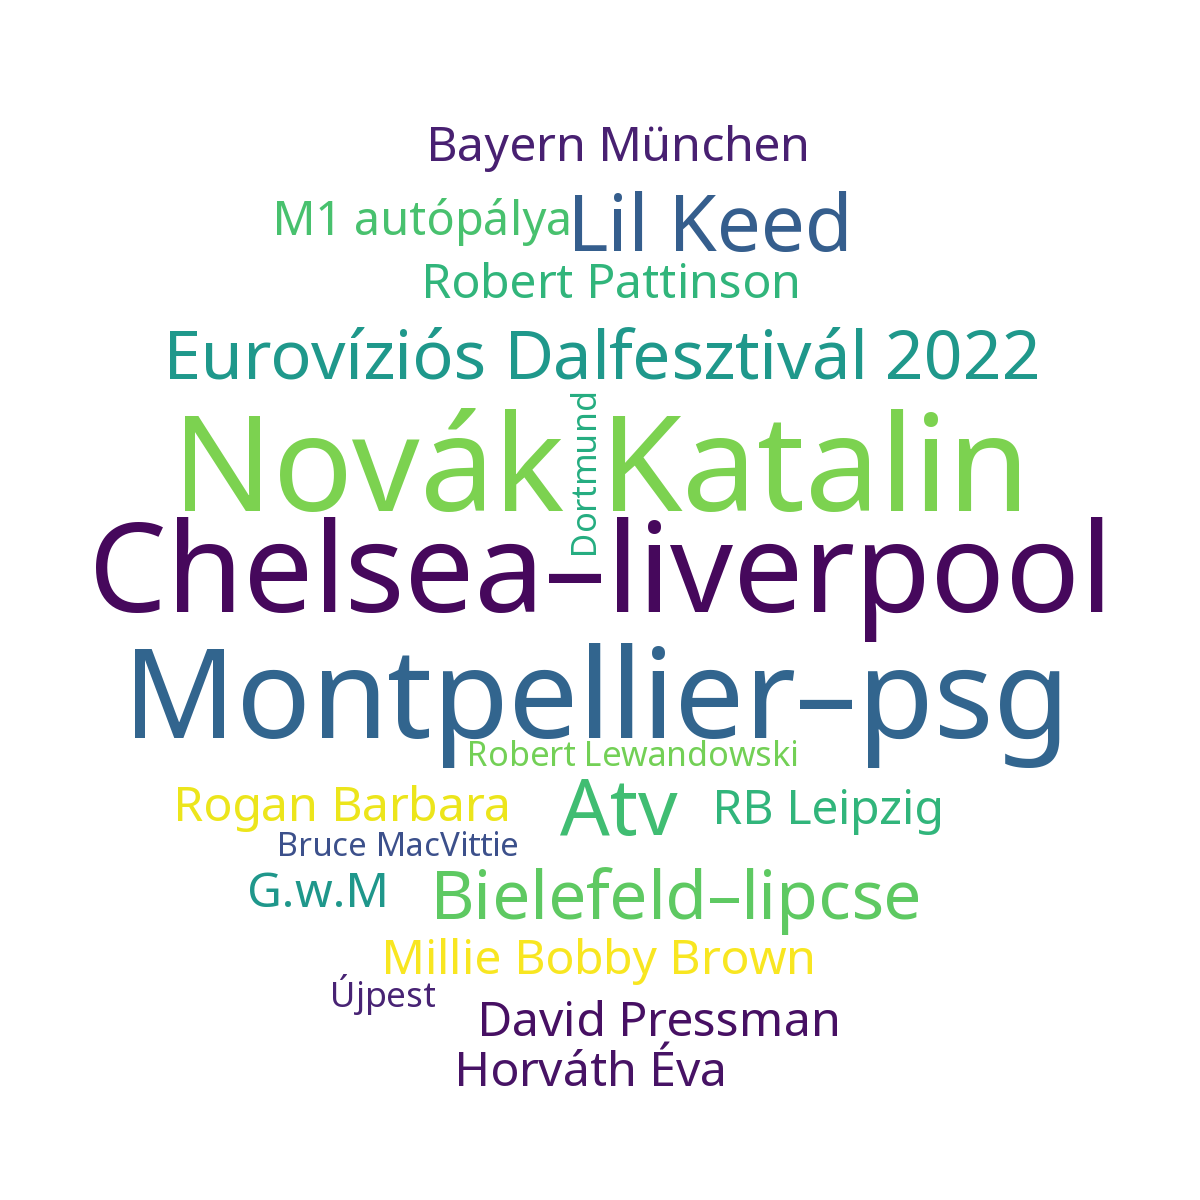 Bayern München
M1 autópálya
Lil Keed
Robert Pattinson
Eurovíziós Dalfesztivál 2022
Novák Katalin
Dortmund
Chelsea–liverpool
Montpellier–psg
Robert Lewandowski
Rogan Barbara
Atv
RB Leipzig
Bruce MacVittie
G.w.M
Bielefeld–lipcse
Millie Bobby Brown
Újpest
David Pressman
Horváth Éva